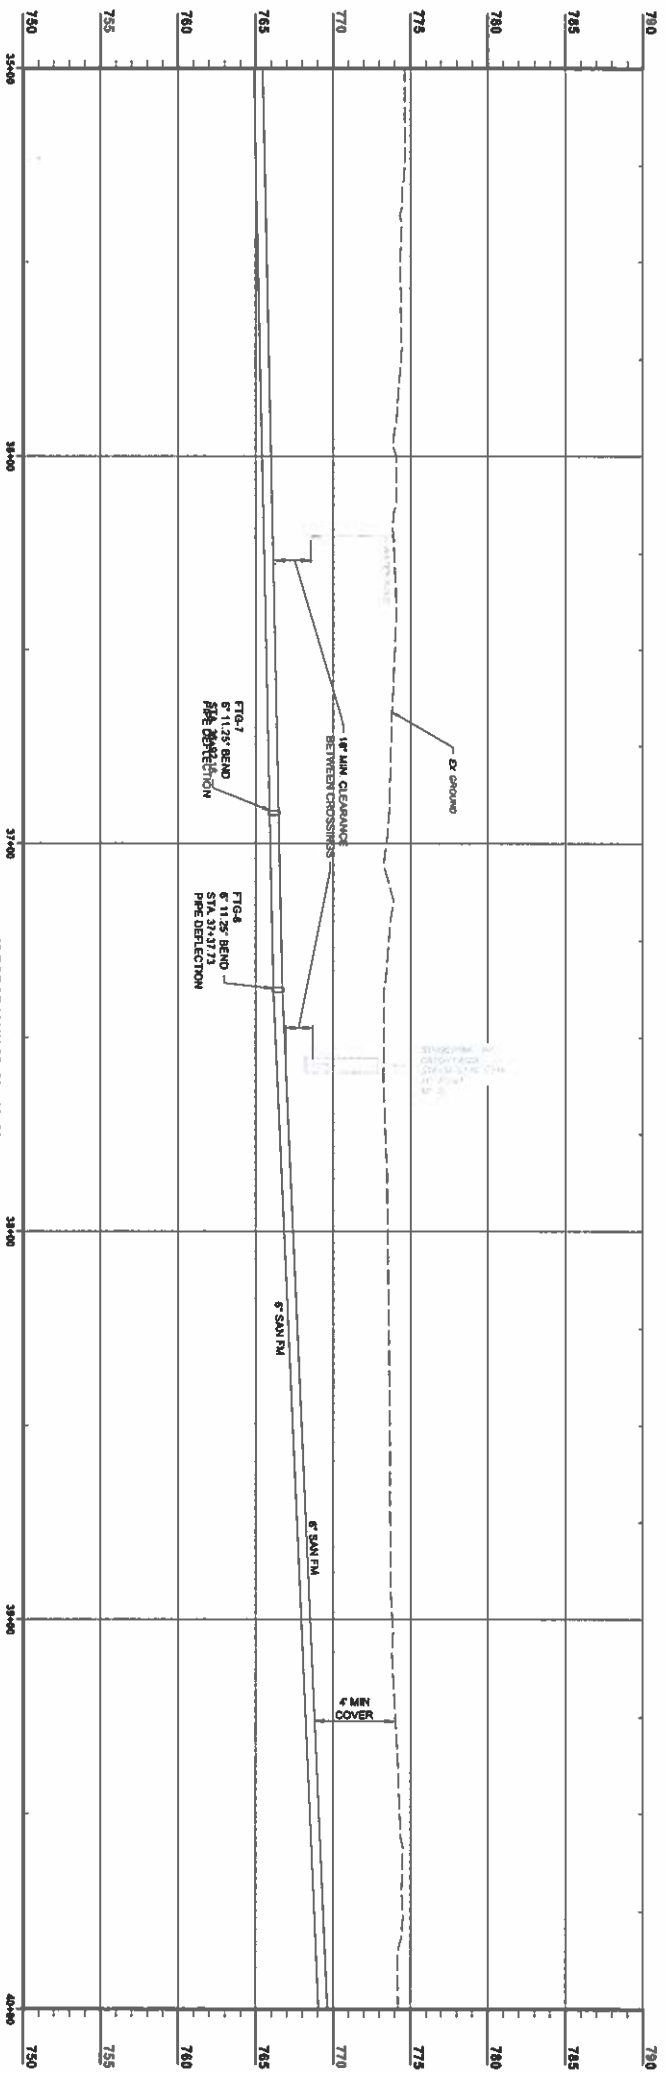 790
785
780
775
770
765
760
755
750
790
785
780
775
770
765
760
755
750
35+00
36+00
37+00
38+00
39+00
40+00
EX GROUND
18" MIN. CLEARANCE
BETWEEN CROSSINGS
FTG-7
6" 11.25° BEND
STA.
PIPE DEFLECTION
FTG-8
6" 11.25° BEND
STA. 37+37.73
PIPE DEFLECTION
6" SAN FM
6" SAN FM
4' MIN
COVER